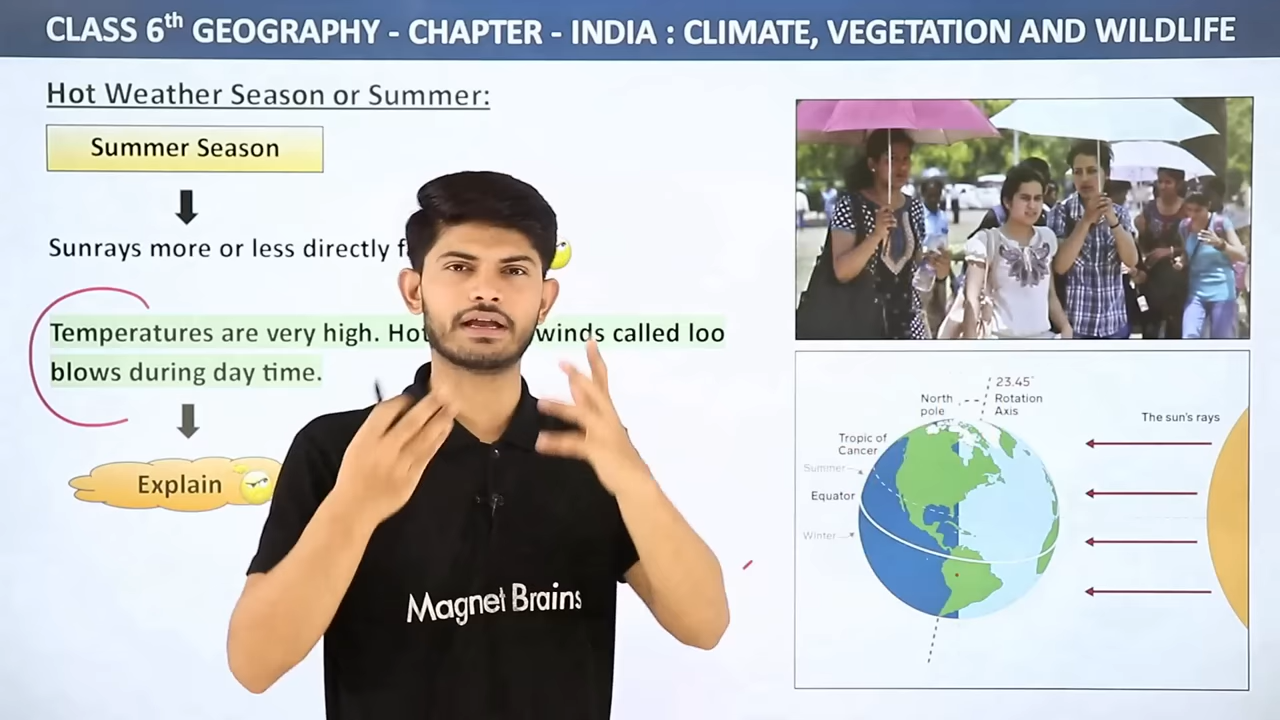 CLASS 6th GEOGRAPHY - CHAPTER - INDIA : CLIMATE, VEGETATION AND WILDLIFE
Hot Weather Season or Summer:
Summer Season
Sunrays more or less directly
Temperatures are very high. winds called loo
blows during day time.
Explain
Magnet Brains
23.45°
North
pole
Rotation
Axis
The sun's rays
Tropic of
Cancer
Summer
Equator
Winter